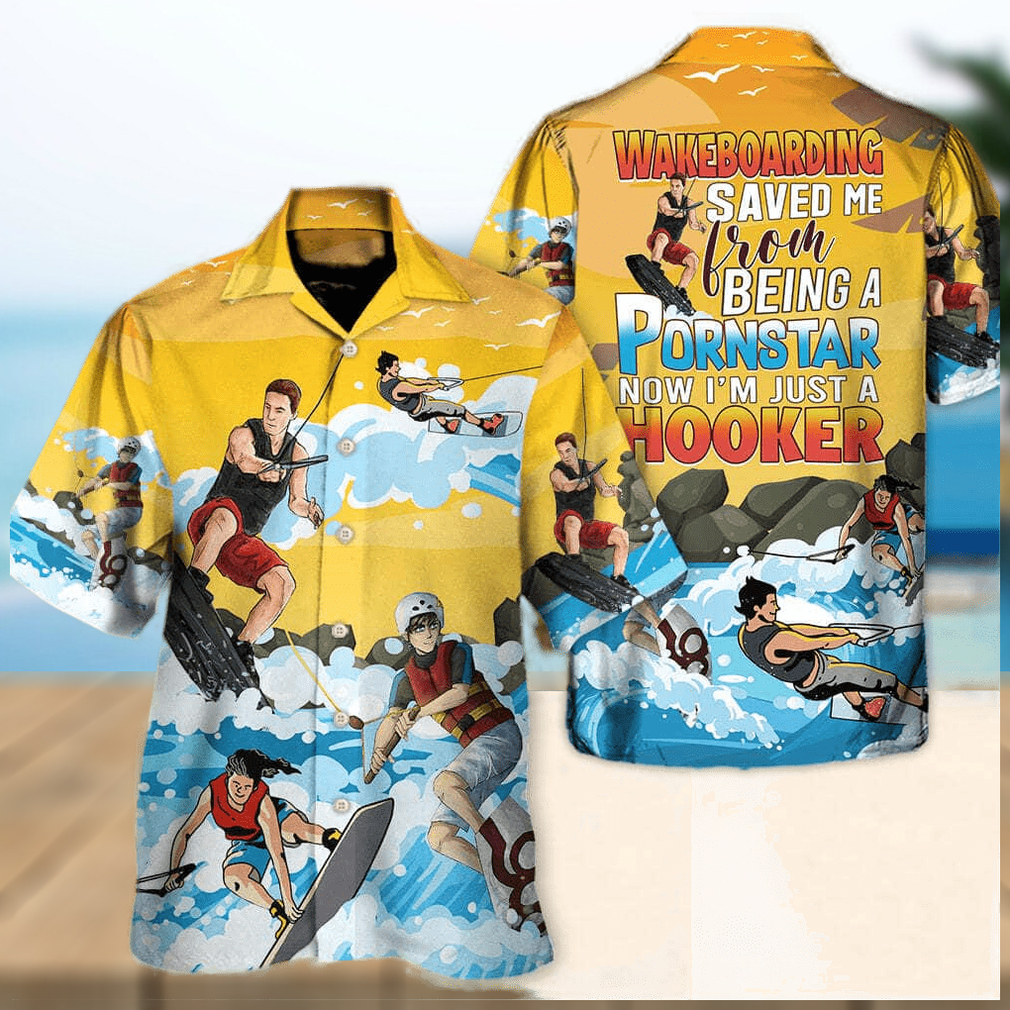 WAKEBOARDING
SAVED ME
from
BEING A
PORNSTAR
NOW I'M JUST A
HOOKER